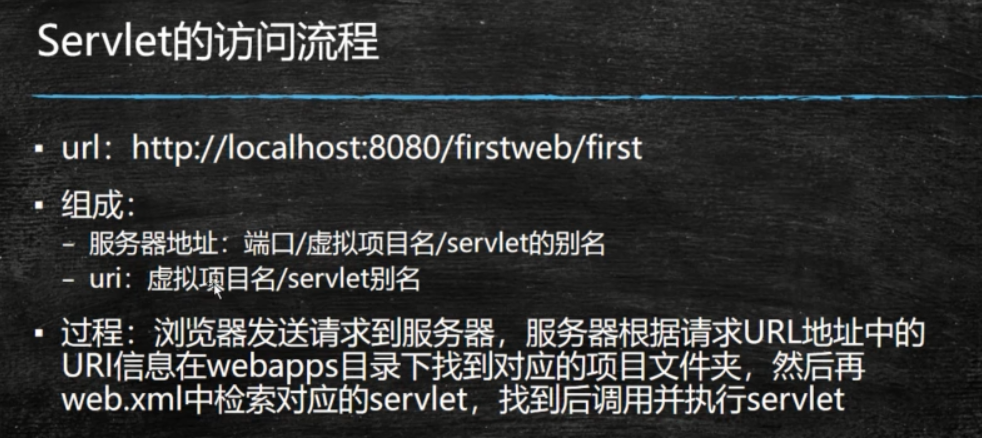 Servlet的访问流程
url：http://localhost:8080/firstweb/first
组成：
– 服务器地址：端口/虚拟项目名/servlet的别名
– uri：虚拟项目名/servlet别名
过程：浏览器发送请求到服务器，服务器根据请求URL地址中的
URI信息在webapps目录下找到对应的项目文件夹，然后再
web.xml中检索对应的servlet，找到后调用并执行servlet